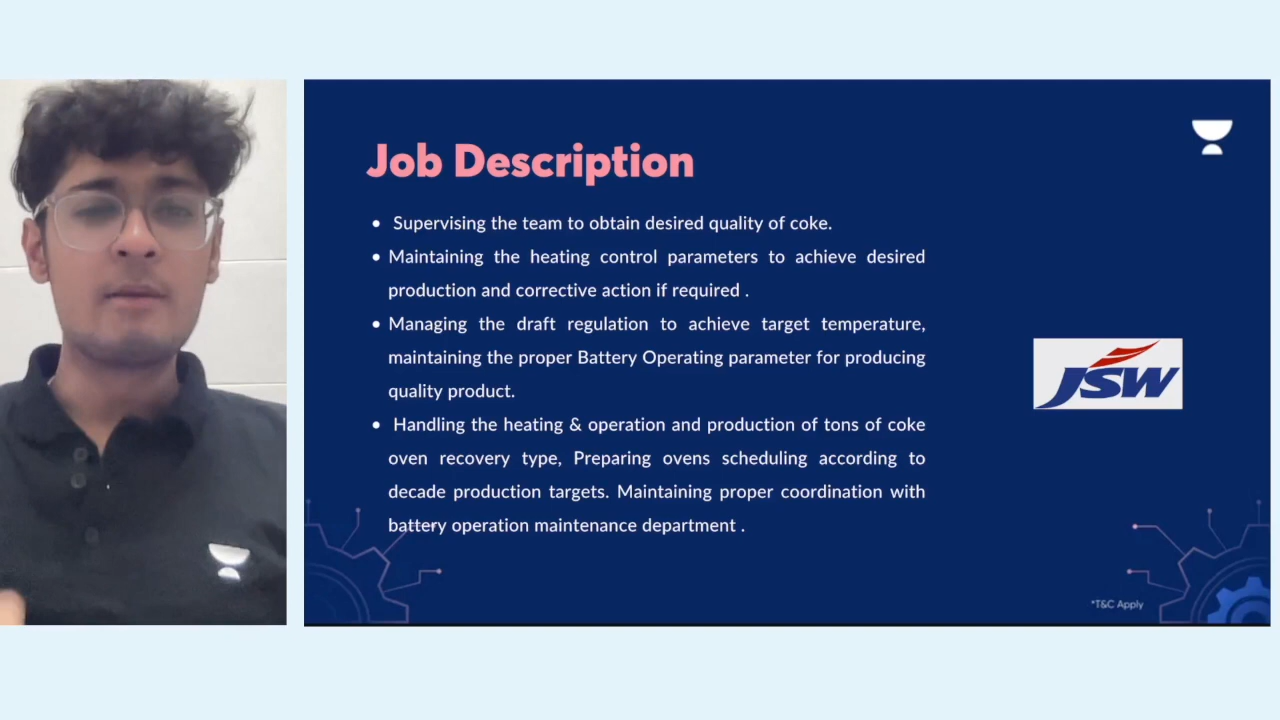 Job Description
• Supervising the team to obtain desired quality of coke.
• Maintaining the heating control parameters to achieve desired
production and corrective action if required .
• Managing the draft regulation to achieve target temperature,
maintaining the proper Battery Operating parameter for producing
quality product.
• Handling the heating & operation and production of tons of coke
oven recovery type, Preparing ovens scheduling according to
decade production targets. Maintaining proper coordination with
battery operation maintenance department .
JSW
*T&C Apply